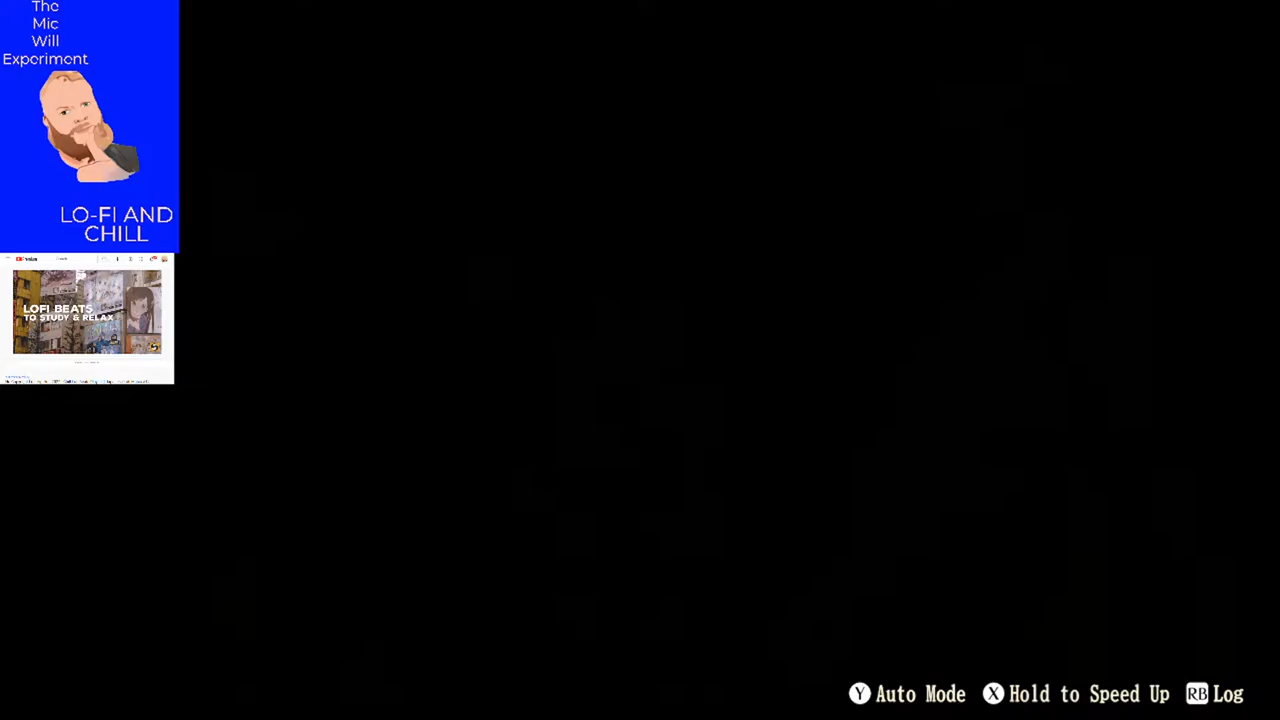 The
Mic
Will
Experiment
LO-FI AND
CHILL
LOFI BEATS
TO STUDY & RELAX
Y Auto Mode X Hold to Speed Up RB Log